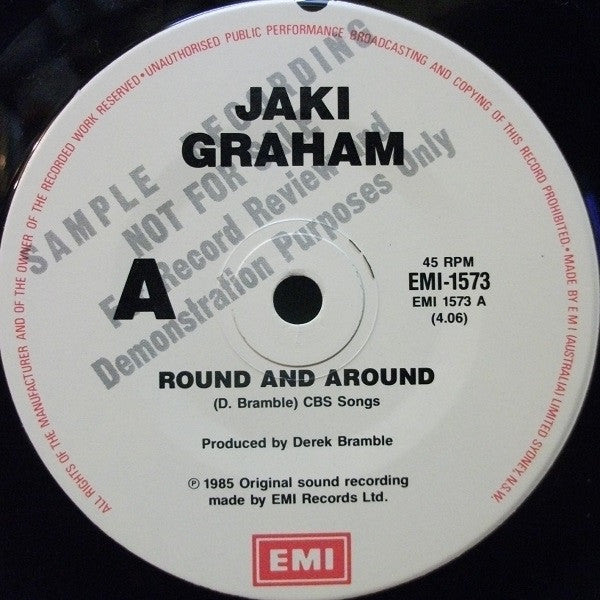 ALL RIGHTS OF THE MANUFACTURER AND OF THE OWNER OF THE RECORDED WORK RESERVED • UNAUTHORISED PUBLIC PERFORMANCE BROADCASTING AND COPYING OF THIS RECORD PROHIBITED • MADE BY EMI (AUSTRALIA) LIMITED SYDNEY, N.S.W.
JAKI
GRAHAM
SAMPLE RECORDING
NOT FOR SALE
For Record Review and
Demonstration Purposes Only
A
45 RPM
EMI-1573
EMI 1573 A
(4.06)
ROUND AND AROUND
(D. Bramble) CBS Songs
Produced by Derek Bramble
℗ 1985 Original sound recording
made by EMI Records Ltd.
EMI